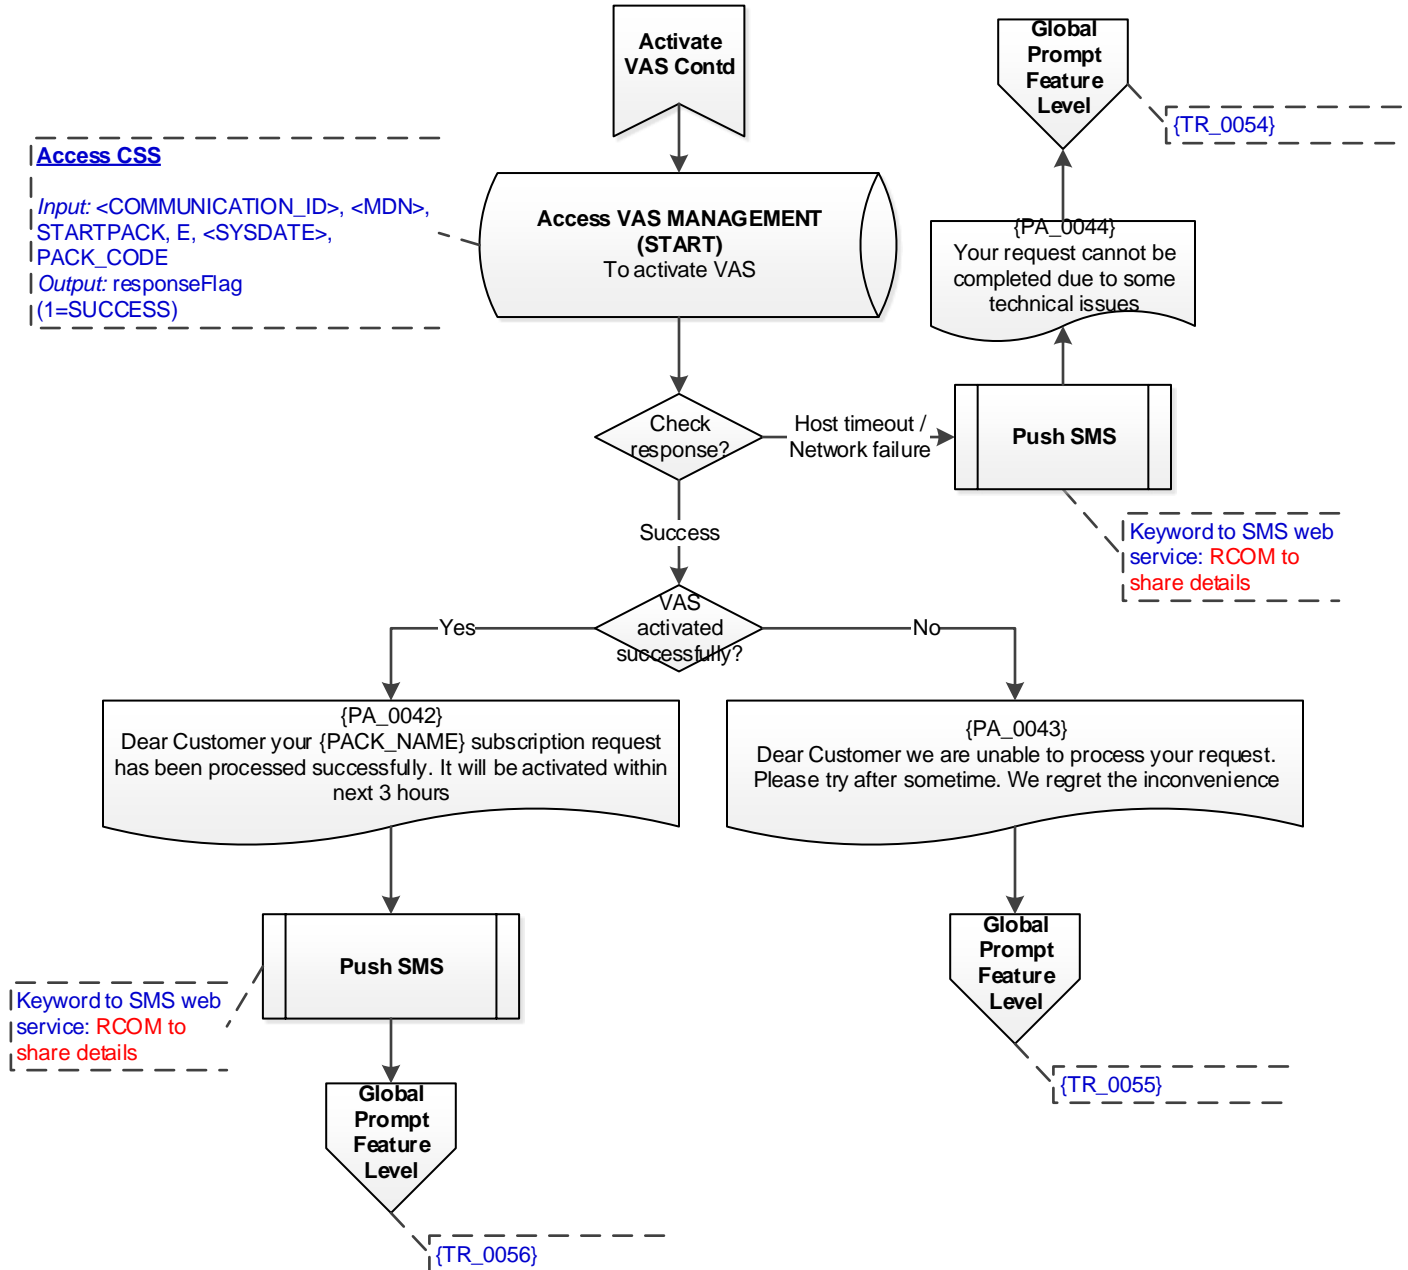 Activate
VAS Contd
Global
Prompt
Feature
Level
{TR_0054}
Access CSS
Input: <COMMUNICATION_ID>, <MDN>,
STARTPACK, E, <SYSDATE>,
PACK_CODE
Output: responseFlag
(1=SUCCESS)
Access VAS MANAGEMENT
(START)
To activate VAS
{PA_0044}
Your request cannot be
completed due to some
technical issues
Check
response?
Host timeout /
Network failure
Push SMS
Keyword to SMS web
service: RCOM to
share details
Success
VAS
activated
successfully?
Yes
No
{PA_0042}
Dear Customer your {PACK_NAME} subscription request
has been processed successfully. It will be activated within
next 3 hours
{PA_0043}
Dear Customer we are unable to process your request.
Please try after sometime. We regret the inconvenience
Push SMS
Keyword to SMS web
service: RCOM to
share details
Global
Prompt
Feature
Level
{TR_0055}
Global
Prompt
Feature
Level
{TR_0056}